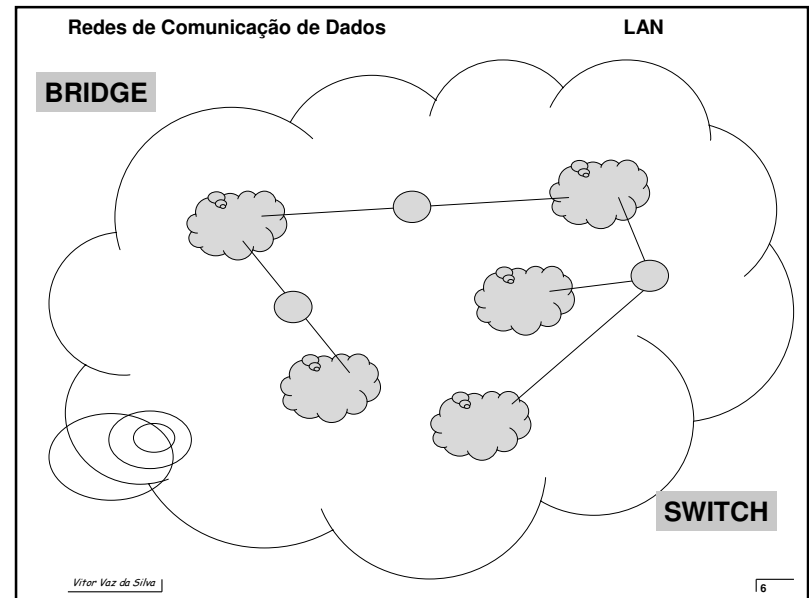 Redes de Comunicação de Dados LAN
BRIDGE
SWITCH
Vitor Vaz da Silva 6